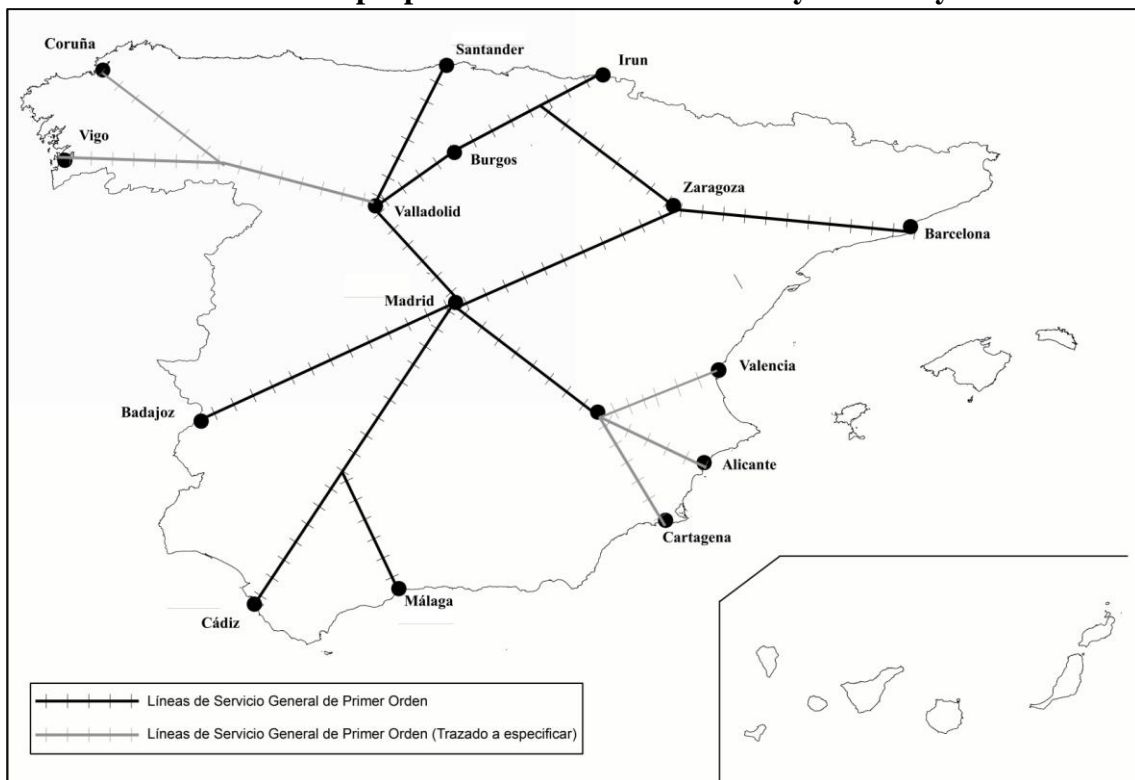 Coruña
Santander
Irun
Vigo
Burgos
Zaragoza
Valladolid
Barcelona
Madrid
Valencia
Badajoz
Alicante
Cartagena
Málaga
Cádiz
Líneas de Servicio General de Primer Orden
Líneas de Servicio General de Primer Orden (Trazado a especificar)